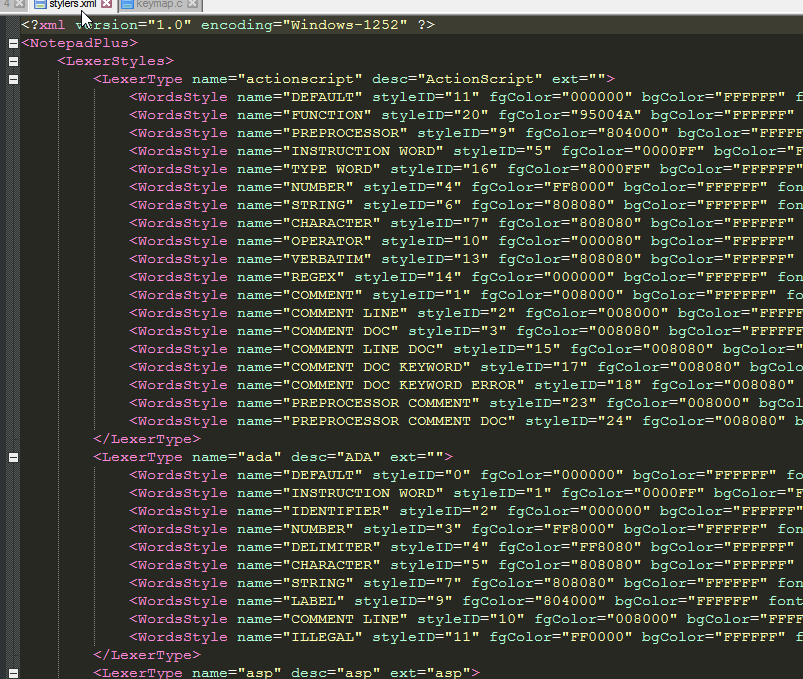 4 stylers.xml keymap.c
<?xml version="1.0" encoding="Windows-1252" ?>
<NotepadPlus>
<LexerStyles>
<LexerType name="actionscript" desc="ActionScript" ext="">
<WordsStyle name="DEFAULT" styleID="11" fgColor="000000" bgColor="FFFFFF" f
<WordsStyle name="FUNCTION" styleID="20" fgColor="95004A" bgColor="FFFFFF"
<WordsStyle name="PREPROCESSOR" styleID="9" fgColor="804000" bgColor="FFFFF
<WordsStyle name="INSTRUCTION WORD" styleID="5" fgColor="0000FF" bgColor="F
<WordsStyle name="TYPE WORD" styleID="16" fgColor="8000FF" bgColor="FFFFFF"
<WordsStyle name="NUMBER" styleID="4" fgColor="FF8000" bgColor="FFFFFF" fon
<WordsStyle name="STRING" styleID="6" fgColor="808080" bgColor="FFFFFF" fon
<WordsStyle name="CHARACTER" styleID="7" fgColor="808080" bgColor="FFFFFF"
<WordsStyle name="OPERATOR" styleID="10" fgColor="000080" bgColor="FFFFFF"
<WordsStyle name="VERBATIM" styleID="13" fgColor="808080" bgColor="FFFFFF"
<WordsStyle name="REGEX" styleID="14" fgColor="000000" bgColor="FFFFFF" fon
<WordsStyle name="COMMENT" styleID="1" fgColor="008000" bgColor="FFFFFF" fo
<WordsStyle name="COMMENT LINE" styleID="2" fgColor="008000" bgColor="FFFFF
<WordsStyle name="COMMENT DOC" styleID="3" fgColor="008080" bgColor="FFFFFF
<WordsStyle name="COMMENT LINE DOC" styleID="15" fgColor="008080" bgColor="
<WordsStyle name="COMMENT DOC KEYWORD" styleID="17" fgColor="008080" bgColo
<WordsStyle name="COMMENT DOC KEYWORD ERROR" styleID="18" fgColor="008080"
<WordsStyle name="PREPROCESSOR COMMENT" styleID="23" fgColor="008000" bgCol
<WordsStyle name="PREPROCESSOR COMMENT DOC" styleID="24" fgColor="008080" b
</LexerType>
<LexerType name="ada" desc="ADA" ext="">
<WordsStyle name="DEFAULT" styleID="0" fgColor="000000" bgColor="FFFFFF" fo
<WordsStyle name="INSTRUCTION WORD" styleID="1" fgColor="0000FF" bgColor="F
<WordsStyle name="IDENTIFIER" styleID="2" fgColor="000000" bgColor="FFFFFF"
<WordsStyle name="NUMBER" styleID="3" fgColor="FF8000" bgColor="FFFFFF" fon
<WordsStyle name="DELIMITER" styleID="4" fgColor="FF8080" bgColor="FFFFFF"
<WordsStyle name="CHARACTER" styleID="5" fgColor="808080" bgColor="FFFFFF"
<WordsStyle name="STRING" styleID="7" fgColor="808080" bgColor="FFFFFF" fon
<WordsStyle name="LABEL" styleID="9" fgColor="804000" bgColor="FFFFFF" font
<WordsStyle name="COMMENT LINE" styleID="10" fgColor="008000" bgColor="FFFF
<WordsStyle name="ILLEGAL" styleID="11" fgColor="FF0000" bgColor="FFFFFF" f
</LexerType>
<LexerType name="asp" desc="asp" ext="asp">